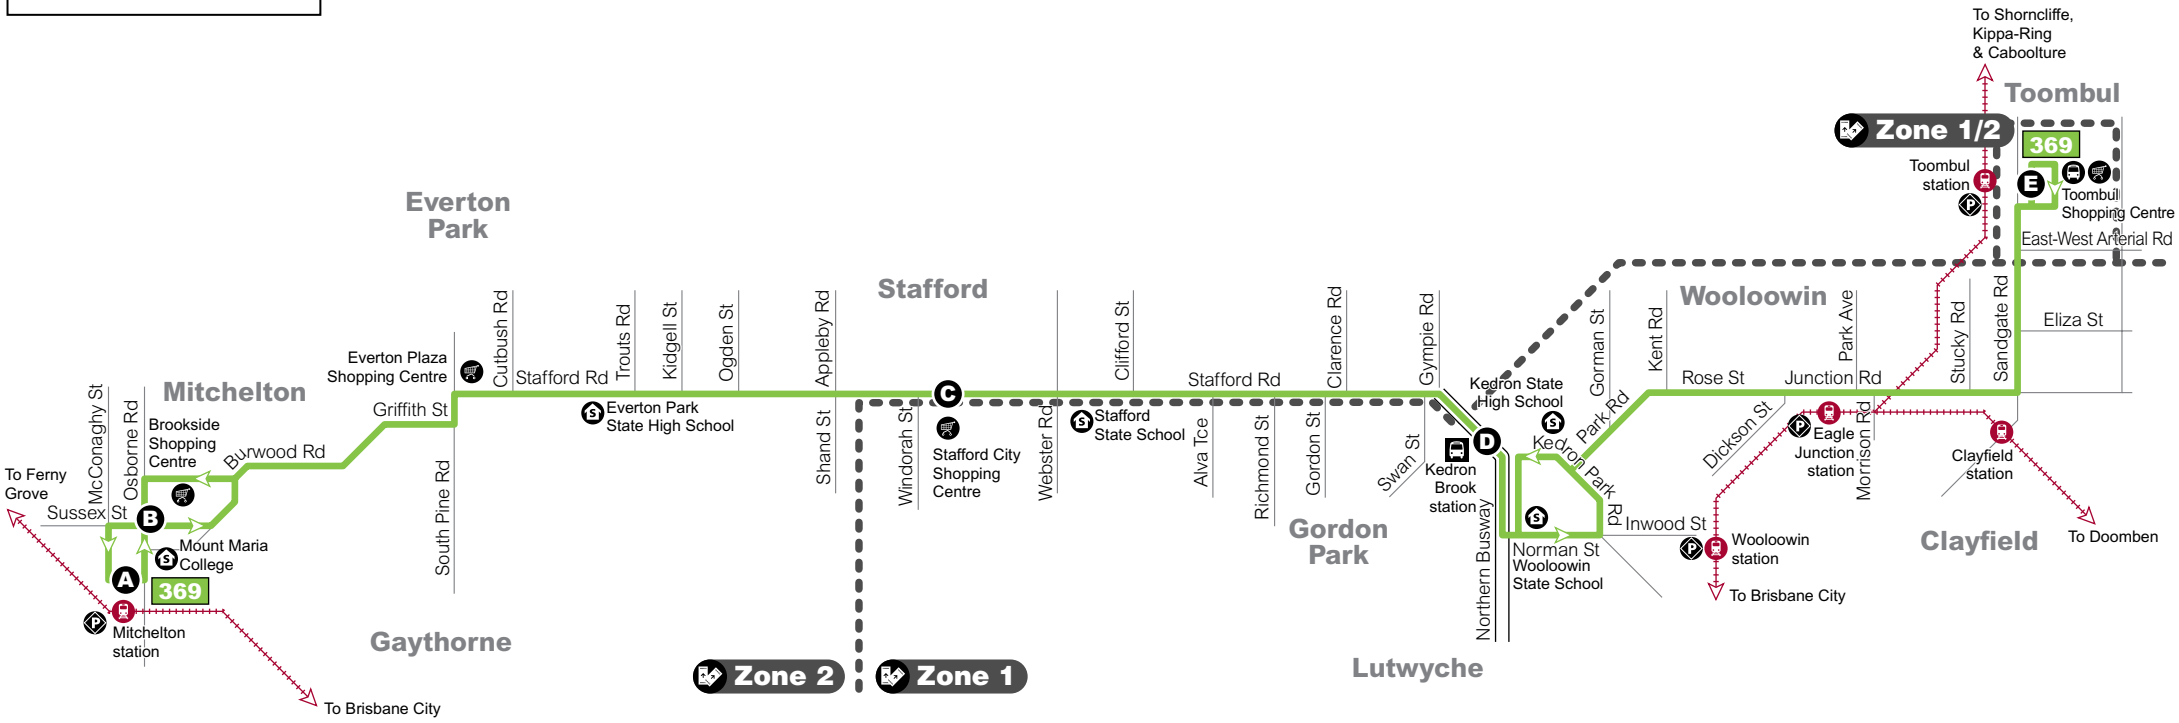 To Shorncliffe,
Kippa-Ring
& Caboolture
Toombul
Zone 1/2
369
Toombul
station
P
E
Toombul
Shopping Centre
East-West Arterial Rd
Everton
Park
Stafford
Wooloowin
Sandgate Rd
Eliza St
Cutbush Rd
Trouts Rd
Kidgell St
Ogden St
Appleby Rd
Clifford St
Clarence Rd
Gympie Rd
Gorman St
Kent Rd
Park Ave
Stucky Rd
Everton Plaza
Shopping Centre
Stafford Rd
Stafford Rd
Rose St
Junction Rd
Mitchelton
Griffith St
C
Kedron State
High School
S
Park Rd
McConaghy St
Osborne Rd
Brookside
Shopping
Centre
Burwood Rd
S
Everton Park
State High School
Shand St
Windorah St
Stafford City
Shopping
Centre
Webster Rd
S
Stafford
State School
Alva Tce
Richmond St
Gordon St
Swan St
D
Kedron
Brook
station
Kedron Park Rd
Dickson St
P
Eagle
Junction
station
Morrison Rd
Clayfield
station
To Ferny
Grove
Sussex St
B
South Pine Rd
Gordon
Park
Northern Busway
S
Inwood St
Norman St
Wooloowin
State School
P
Wooloowin
station
Clayfield
To Doomben
S
Mount Maria
College
A
369
P
Mitchelton
station
To Brisbane City
Gaythorne
Zone 2
Zone 1
Lutwyche
To Brisbane City